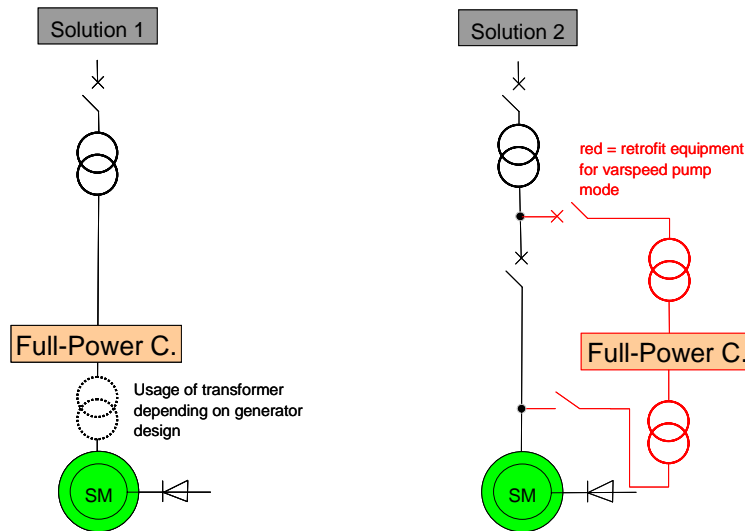 Solution 1
Full-Power C.
Usage of transformer
depending on generator
design
SM
Solution 2
red = retrofit equipment
for varspeed pump
mode
Full-Power C.
SM